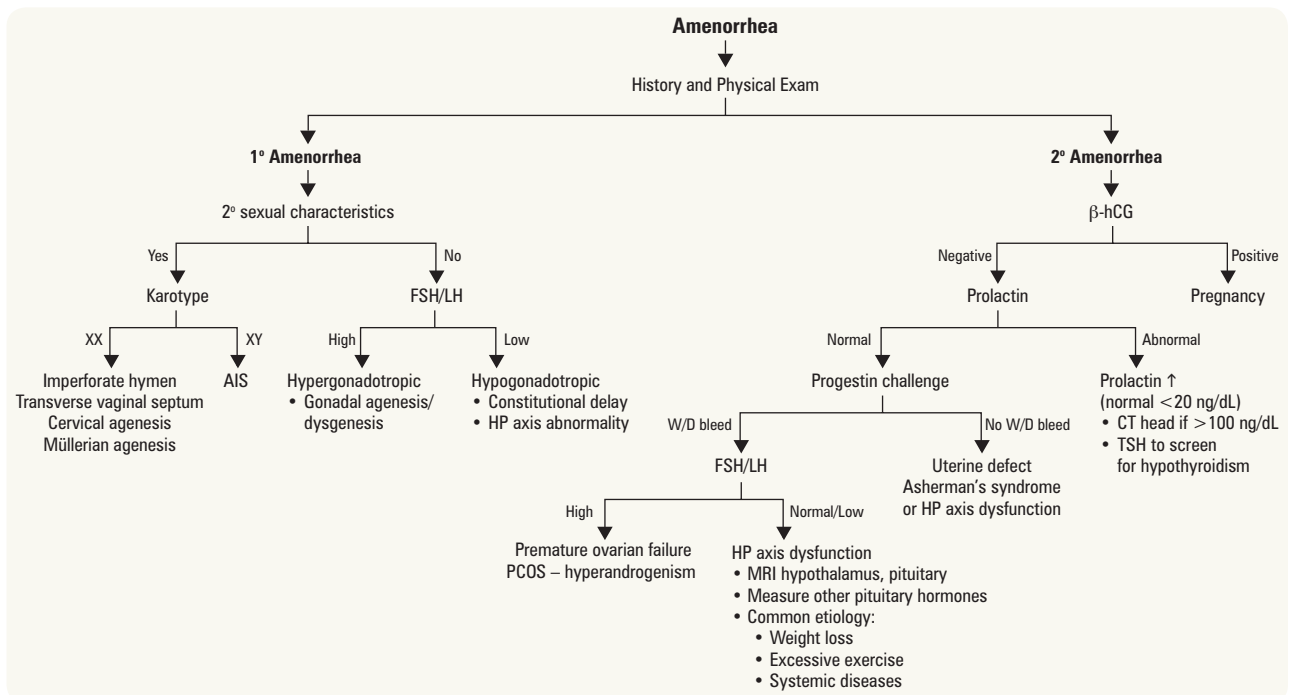 Amenorrhea
History and Physical Exam
1º Amenorrhea
2º Amenorrhea
2º sexual characteristics
β-hCG
Yes
No
Negative
Positive
Karotype
FSH/LH
Prolactin
Pregnancy
XX
XY
High
Low
Normal
Abnormal
Imperforate hymen
Transverse vaginal septum
Cervical agenesis
Müllerian agenesis
AIS
Hypergonadotropic
• Gonadal agenesis/
dysgenesis
Hypogonadotropic
• Constitutional delay
• HP axis abnormality
Progestin challenge
Prolactin ↑
(normal <20 ng/dL)
• CT head if >100 ng/dL
• TSH to screen
for hypothyroidism
W/D bleed
No W/D bleed
FSH/LH
Uterine defect
Asherman's syndrome
or HP axis dysfunction
High
Normal/Low
Premature ovarian failure
PCOS – hyperandrogenism
HP axis dysfunction
• MRI hypothalamus, pituitary
• Measure other pituitary hormones
• Common etiology:
• Weight loss
• Excessive exercise
• Systemic diseases